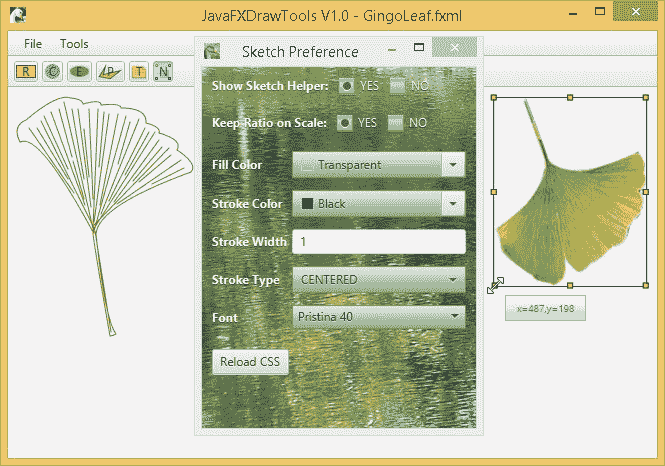 JavaFXDrawTools V1.0 - GingoLeaf.fxml
File Tools
R C E P T N
Sketch Preference
Show Sketch Helper: YES NO
Keep Ratio on Scale: YES NO
Fill Color Transparent
Stroke Color Black
Stroke Width 1
Stroke Type CENTERED
Font Pristina 40
Reload CSS
x=487,y=198